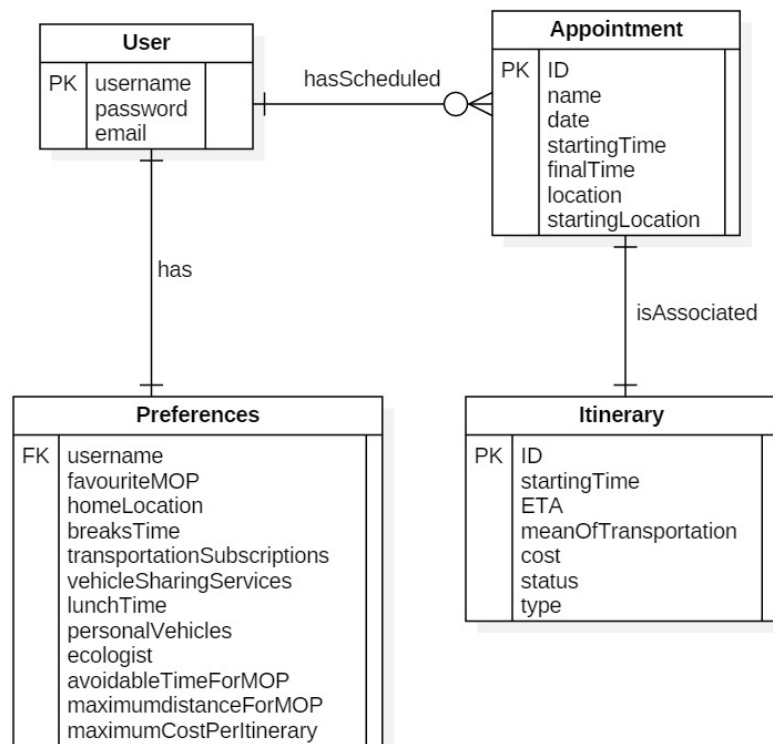 User
PK username
password
email
hasScheduled
Appointment
PK ID
name
date
startingTime
finalTime
location
startingLocation
has
isAssociated
Preferences
FK username
favouriteMOP
homeLocation
breaksTime
transportationSubscriptions
vehicleSharingServices
lunchTime
personalVehicles
ecologist
avoidableTimeForMOP
maximumdistanceForMOP
maximumCostPerItinerary
Itinerary
PK ID
startingTime
ETA
meanOfTransportation
cost
status
type